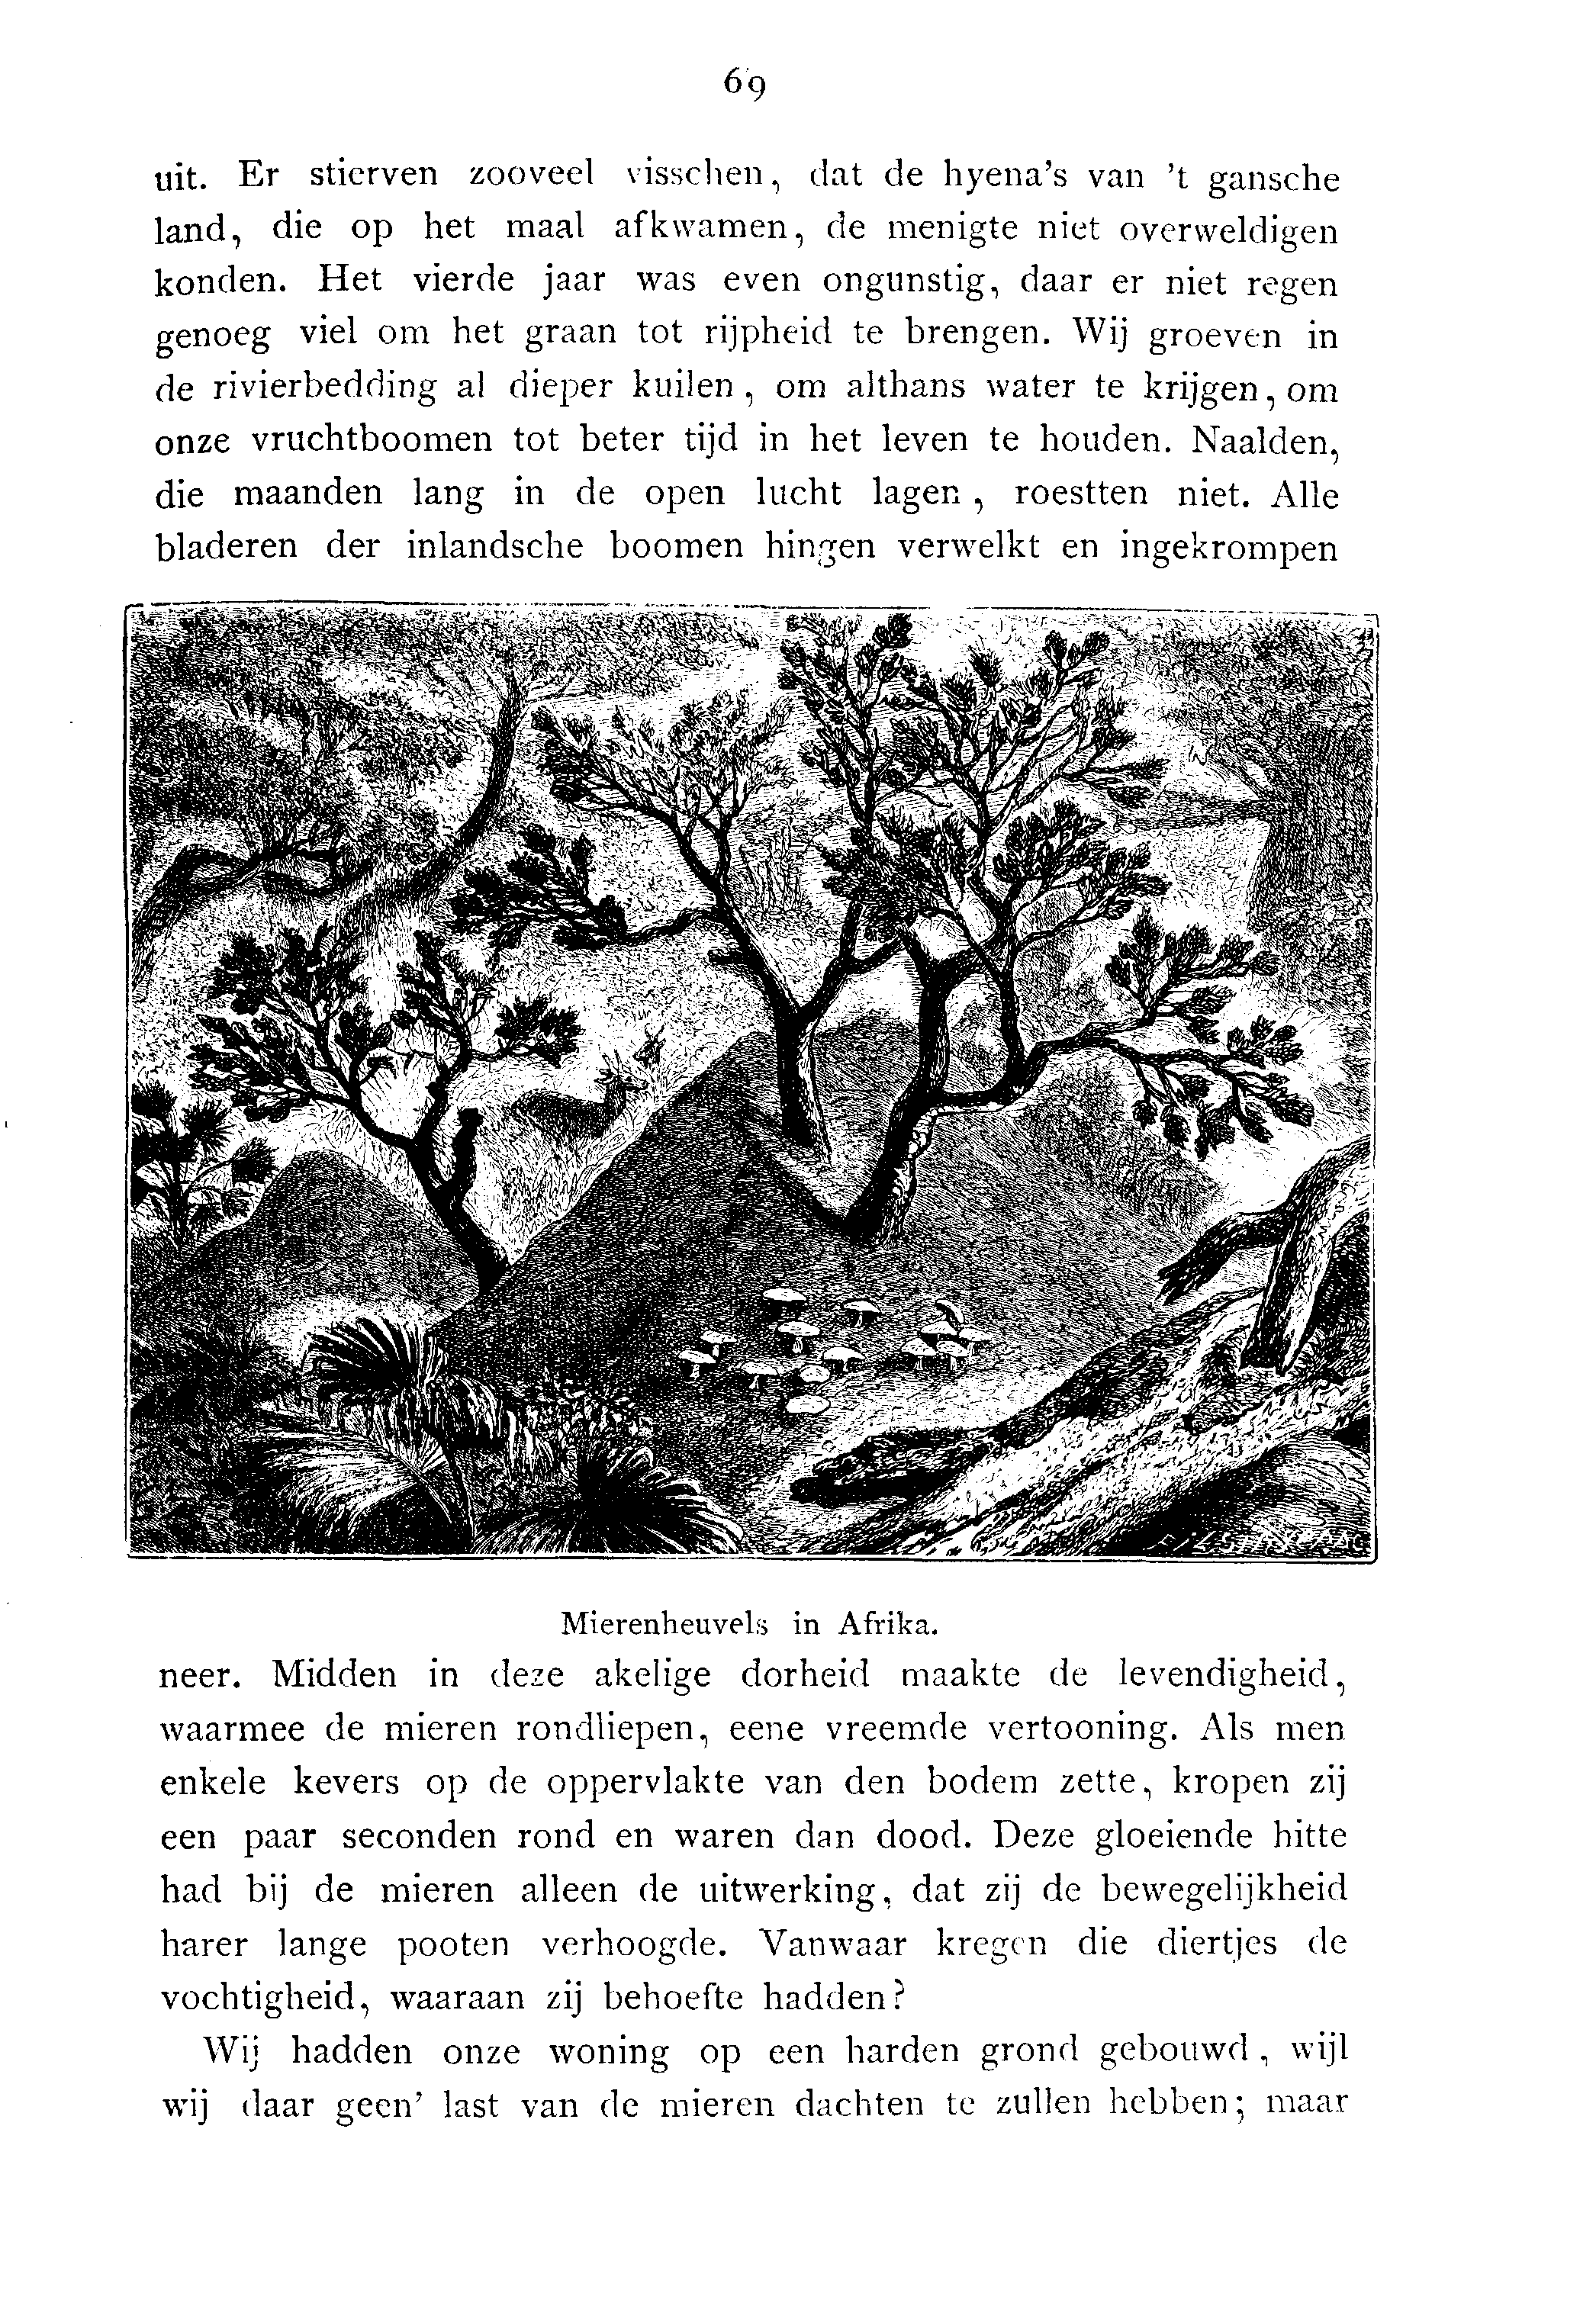 69
uit. Er stierven zooveel visschen, dat de hyena's van 't gansche
land, die op het maal afkwamen, de menigte niet overweldigen
konden. Het vierde jaar was even ongunstig, daar er niet regen
genoeg viel om het graan tot rijpheid te brengen. Wij groeven in
de rivierbedding al dieper kuilen, om althans water te krijgen, om
onze vruchtboomen tot beter tijd in het leven te houden. Naalden,
die maanden lang in de open lucht lagen, roestten niet. Alle
bladeren der inlandsche boomen hingen verwelkt en ingekrompen
Mierenheuvels in Afrika.
neer. Midden in deze akelige dorheid maakte de levendigheid,
waarmee de mieren rondliepen, eene vreemde vertooning. Als men
enkele kevers op de oppervlakte van den bodem zette, kropen zij
een paar seconden rond en waren dan dood. Deze gloeiende hitte
had bij de mieren alleen de uitwerking, dat zij de bewegelijkheid
harer lange pooten verhoogde. Vanwaar kregen die diertjes de
vochtigheid, waaraan zij behoefte hadden?
Wij hadden onze woning op een harden grond gebouwd, wijl
wij daar geen' last van de mieren dachten te zullen hebben; maar